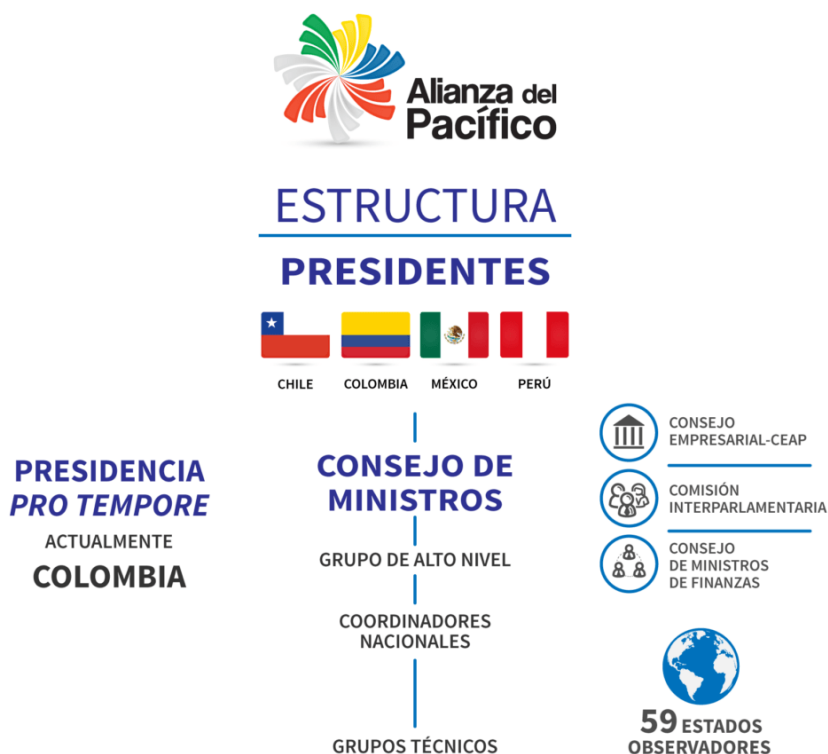 Alianza del
Pacífico
ESTRUCTURA
PRESIDENTES
CHILE
COLOMBIA
MÉXICO
PERÚ
PRESIDENCIA
PRO TEMPORE
ACTUALMENTE
COLOMBIA
CONSEJO DE
MINISTROS
GRUPO DE ALTO NIVEL
COORDINADORES
NACIONALES
GRUPOS TÉCNICOS
CONSEJO
EMPRESARIAL-CEAP
COMISIÓN
INTERPARLAMENTARIA
CONSEJO
DE MINISTROS
DE FINANZAS
59 ESTADOS
OBSERVADORES